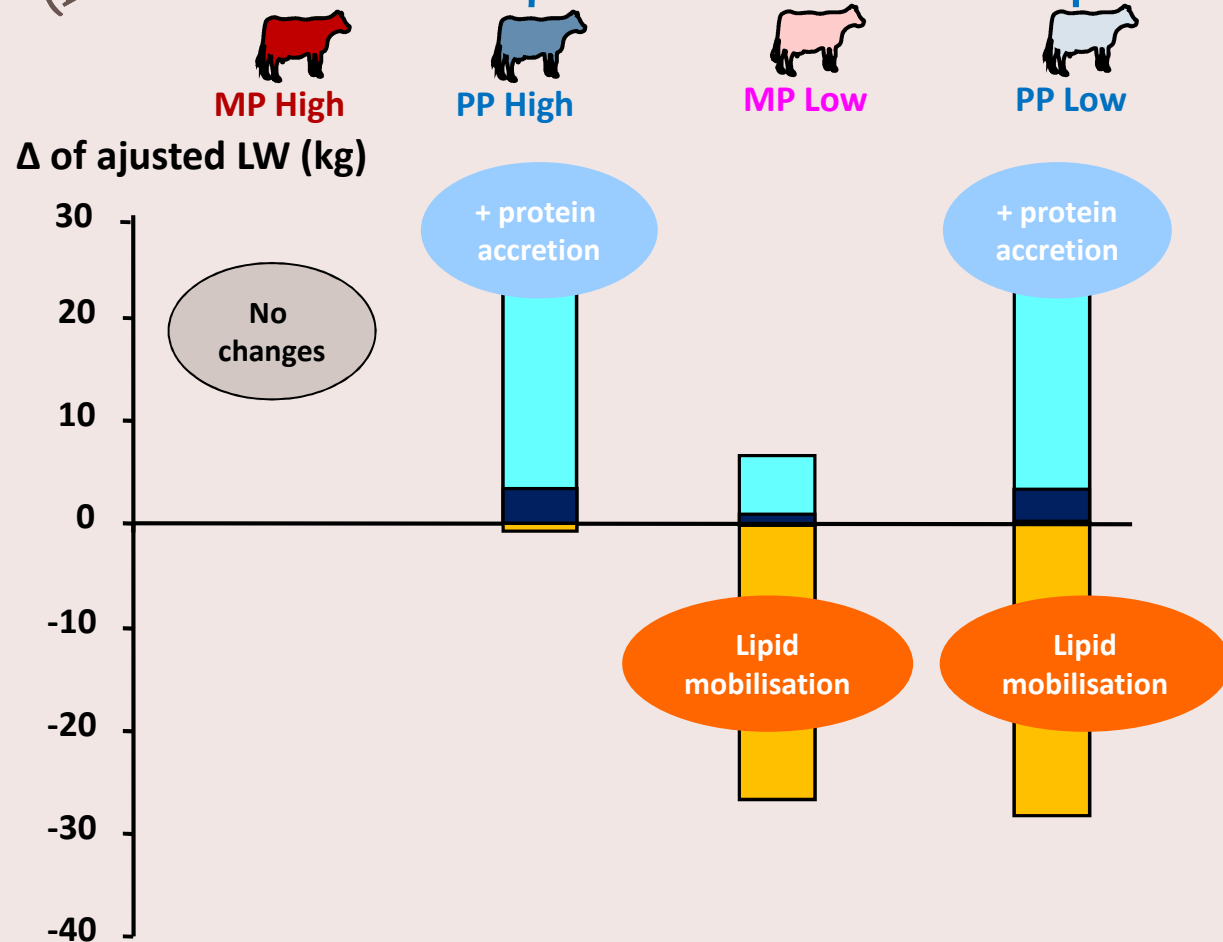 MP High
PP High
MP Low
PP Low
Δ of ajusted LW (kg)
+ protein
accretion
+ protein
accretion
30
No
changes
20
10
0
-10
Lipid
mobilisation
Lipid
mobilisation
-20
-30
-40